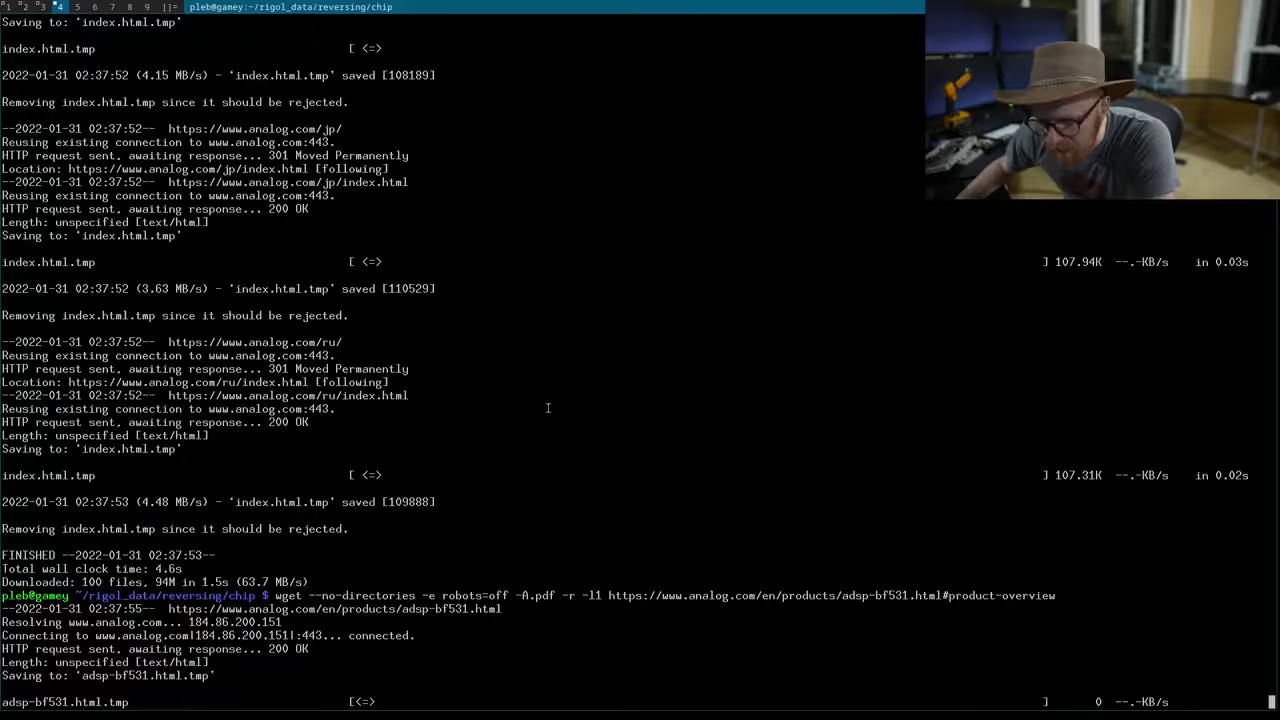 1 2 3 4 5 6 7 8 9 []= pleb@gamey:~/rigol_data/reversing/chip
Saving to: ‘index.html.tmp’
index.html.tmp [ <=>
2022-01-31 02:37:52 (4.15 MB/s) - ‘index.html.tmp’ saved [108189]
Removing index.html.tmp since it should be rejected.
--2022-01-31 02:37:52-- https://www.analog.com/jp/
Reusing existing connection to www.analog.com:443.
HTTP request sent, awaiting response... 301 Moved Permanently
Location: https://www.analog.com/jp/index.html [following]
--2022-01-31 02:37:52-- https://www.analog.com/jp/index.html
Reusing existing connection to www.analog.com:443.
HTTP request sent, awaiting response... 200 OK
Length: unspecified [text/html]
Saving to: ‘index.html.tmp’
index.html.tmp [ <=> ] 107.94K --.-KB/s in 0.03s
2022-01-31 02:37:52 (3.63 MB/s) - ‘index.html.tmp’ saved [110529]
Removing index.html.tmp since it should be rejected.
--2022-01-31 02:37:52-- https://www.analog.com/ru/
Reusing existing connection to www.analog.com:443.
HTTP request sent, awaiting response... 301 Moved Permanently
Location: https://www.analog.com/ru/index.html [following]
--2022-01-31 02:37:52-- https://www.analog.com/ru/index.html
Reusing existing connection to www.analog.com:443.
HTTP request sent, awaiting response... 200 OK
Length: unspecified [text/html]
Saving to: ‘index.html.tmp’
index.html.tmp [ <=> ] 107.31K --.-KB/s in 0.02s
2022-01-31 02:37:53 (4.48 MB/s) - ‘index.html.tmp’ saved [109888]
Removing index.html.tmp since it should be rejected.
FINISHED --2022-01-31 02:37:53--
Total wall clock time: 4.6s
Downloaded: 100 files, 94M in 1.5s (63.7 MB/s)
pleb@gamey ~/rigol_data/reversing/chip $ wget --no-directories -e robots=off -A.pdf -r -l1 https://www.analog.com/en/products/adsp-bf531.html#product-overview
--2022-01-31 02:37:55-- https://www.analog.com/en/products/adsp-bf531.html
Resolving www.analog.com... 184.86.200.151
Connecting to www.analog.com|184.86.200.151|:443... connected.
HTTP request sent, awaiting response... 200 OK
Length: unspecified [text/html]
Saving to: ‘adsp-bf531.html.tmp’
adsp-bf531.html.tmp [<=> ] 0 --.-KB/s